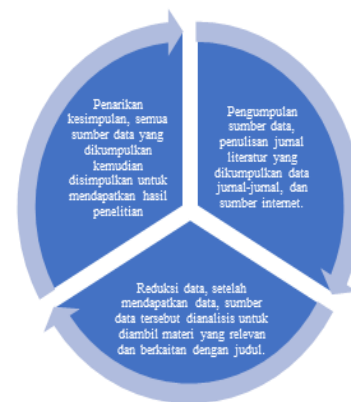 Penarikan
kesimpulan, semua
sumber data yang
dikumpulkan
kemudian
disimpulkan untuk
mendapatkan hasil
penelitian
Pengumpulan
sumber data,
penulisan jurnal
literatur yang
dikumpulkan data
jurnal-jurnal, dan
sumber internet.
Reduksi data, setelah
mendapatkan data, sumber
data tersebut dianalisis untuk
diambil materi yang relevan
dan berkaitan dengan judul.